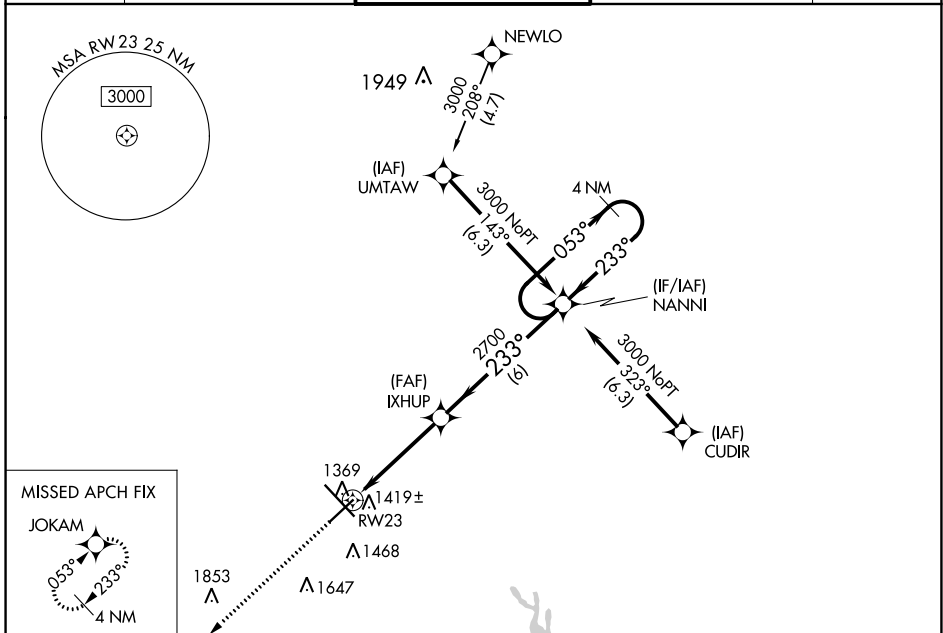 MSA RW23 25 NM
3000
NEWLO
1949
3000
208°
(4.7)
(IAF)
UMTAW
3000 NoPT
143°
(6.3)
4 NM
053°
233°
(IF/IAF)
NANNI
2700
233°
(6)
3000 NoPT
323°
(6.3)
(FAF)
IXHUP
(IAF)
CUDIR
1369
1419±
RW23
1468
1647
1853
MISSED APCH FIX
JOKAM
053°
233°
4 NM